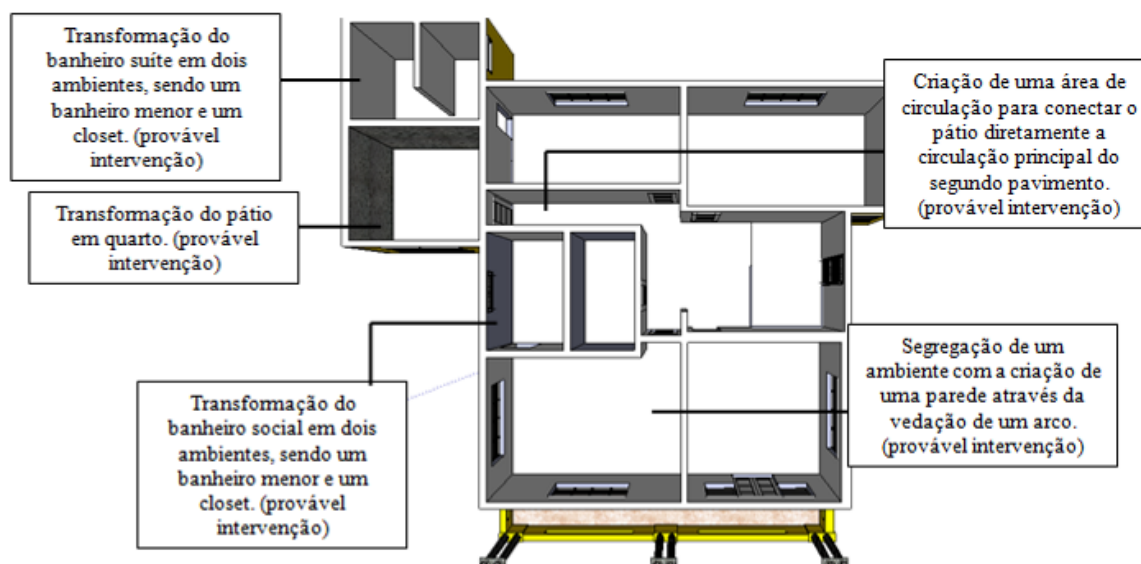 Transformação do
banheiro suíte em dois
ambientes, sendo um
banheiro menor e um
closet. (provável
intervenção)
Transformação do pátio
em quarto. (provável
intervenção)
Transformação do
banheiro social em dois
ambientes, sendo um
banheiro menor e um
closet. (provável
intervenção)
Criação de uma área de
circulação para conectar o
pátio diretamente a
circulação principal do
segundo pavimento.
(provável intervenção)
Segregação de um
ambiente com a criação de
uma parede através da
vedação de um arco.
(provável intervenção)